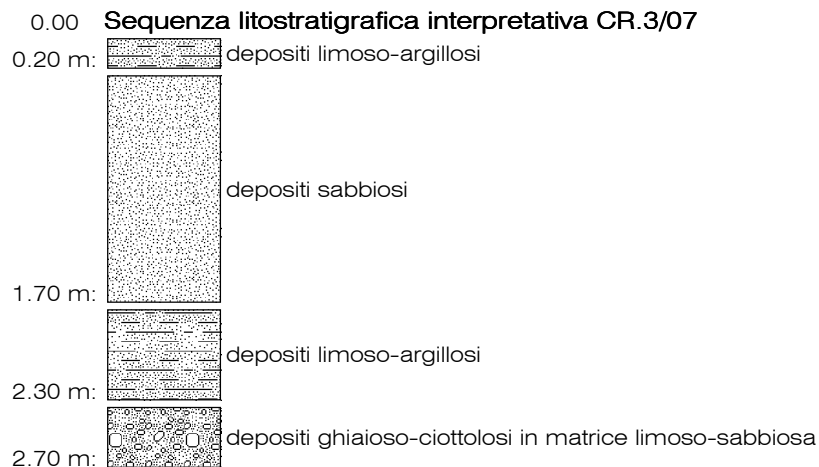 0.00 Sequenza litostratigrafica interpretativa CR.3/07
0.20 m: depositi limoso-argillosi
depositi sabbiosi
1.70 m:
depositi limoso-argillosi
2.30 m:
depositi ghiaioso-ciottolosi in matrice limoso-sabbiosa
2.70 m: